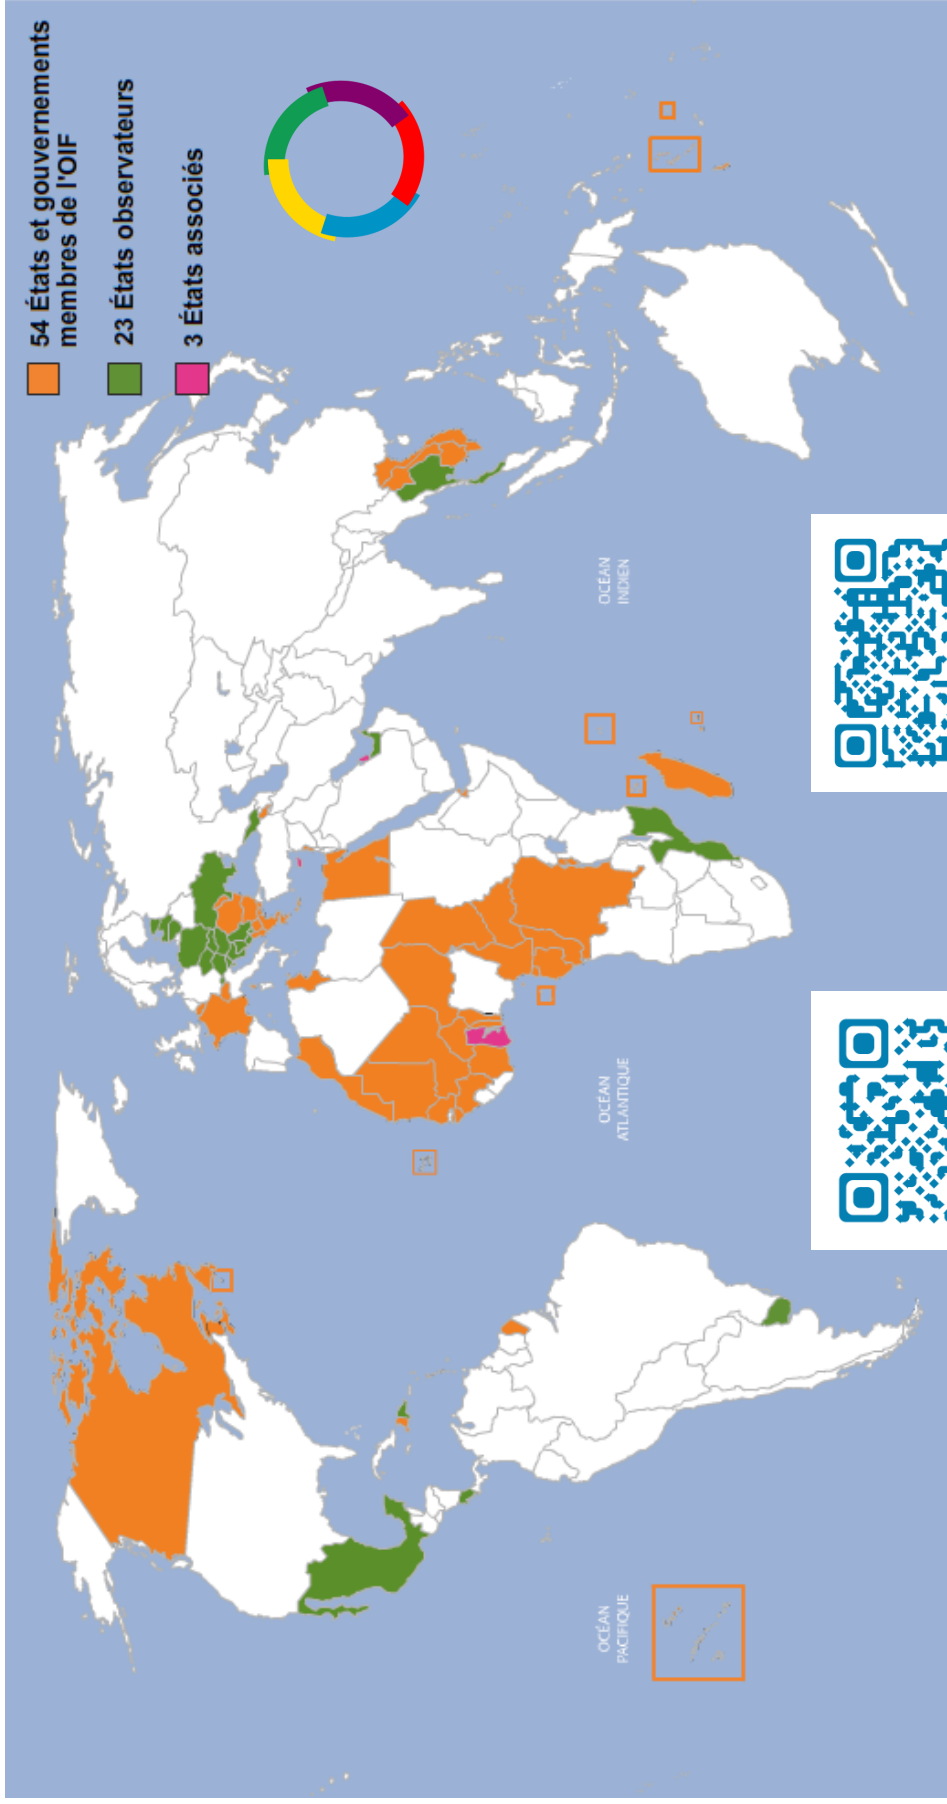 54 États et gouvernements
membres de l'OIF
23 États observateurs
3 États associés
OCÉAN
PACIFIQUE
OCÉAN
ATLANTIQUE
OCÉAN
INDIEN